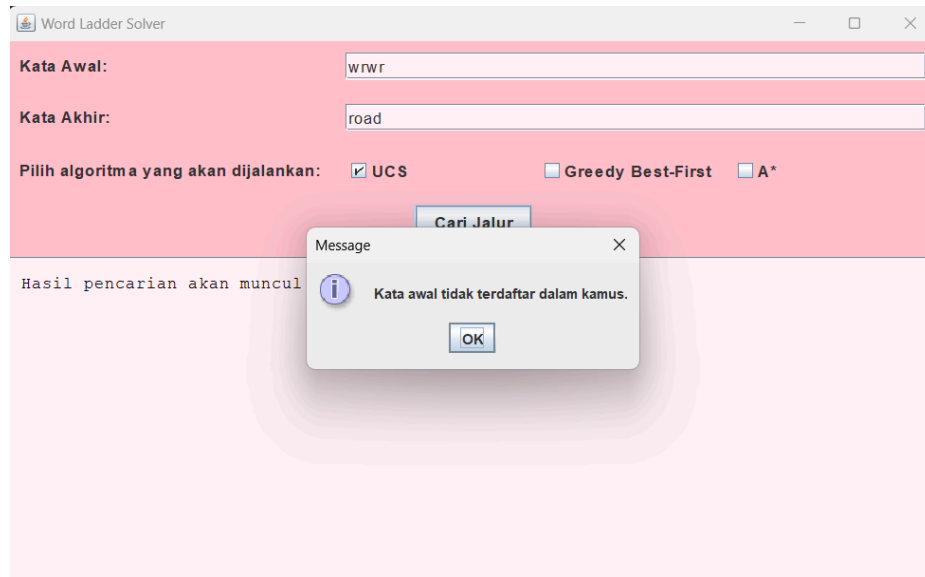 Word Ladder Solver
Kata Awal: wrwr
Kata Akhir: road
Pilih algoritma yang akan dijalankan: UCS Greedy Best-First A*
Cari Jalur
Message
Hasil pencarian akan muncul
Kata awal tidak terdaftar dalam kamus.
OK